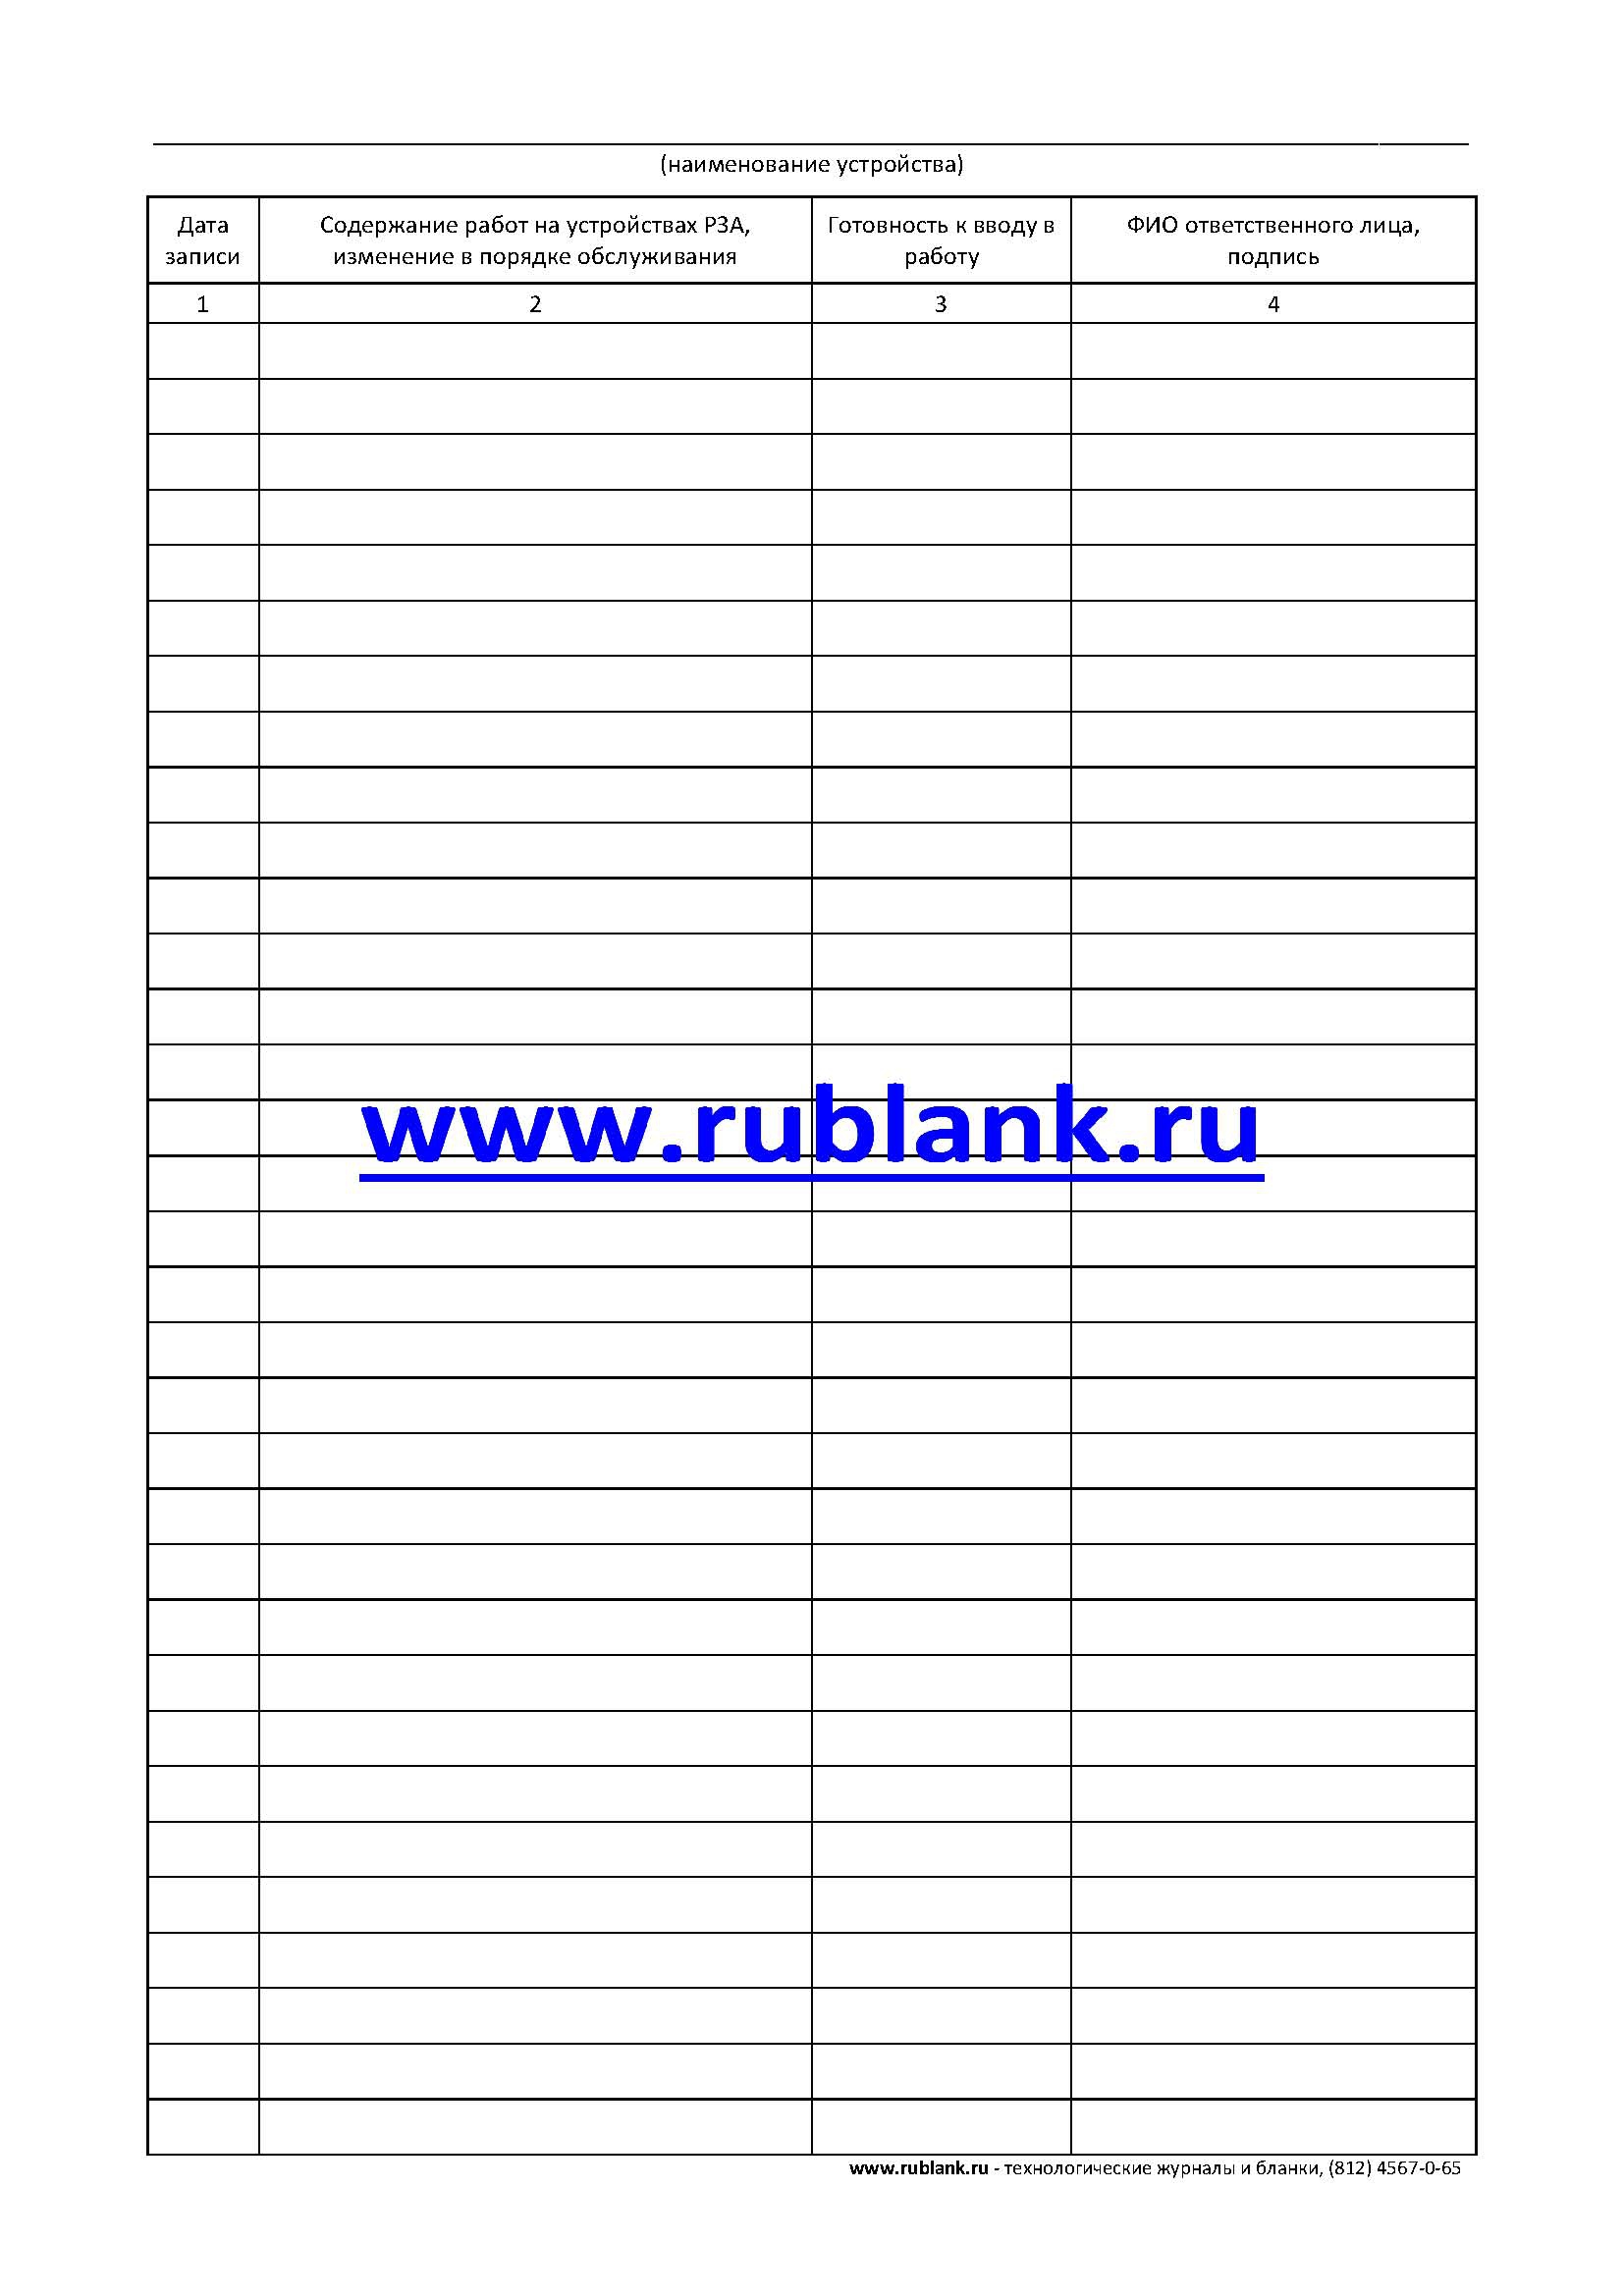 (наименование устройства)
Дата
записи
Содержание работ на устройствах РЗА,
изменение в порядке обслуживания
Готовность к вводу в
работу
ФИО ответственного лица,
подпись
1 2 3 4
www.rublank.ru
www.rublank.ru - технологические журналы и бланки, (812) 4567-0-65